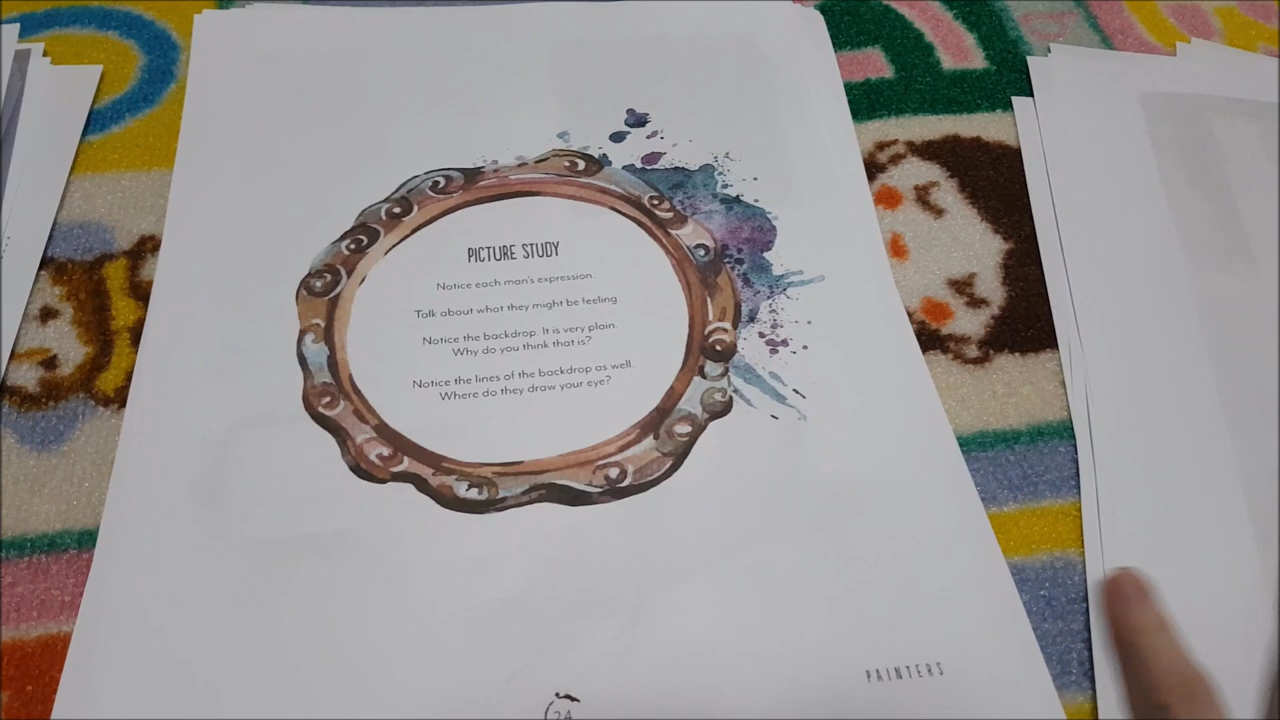 PICTURE STUDY
Notice each man's expression.
Talk about what they might be feeling.
Notice the backdrop. It is very plain.
Why do you think that is?
Notice the lines of the backdrop as well.
Where do they draw your eye?
PAINTERS
24